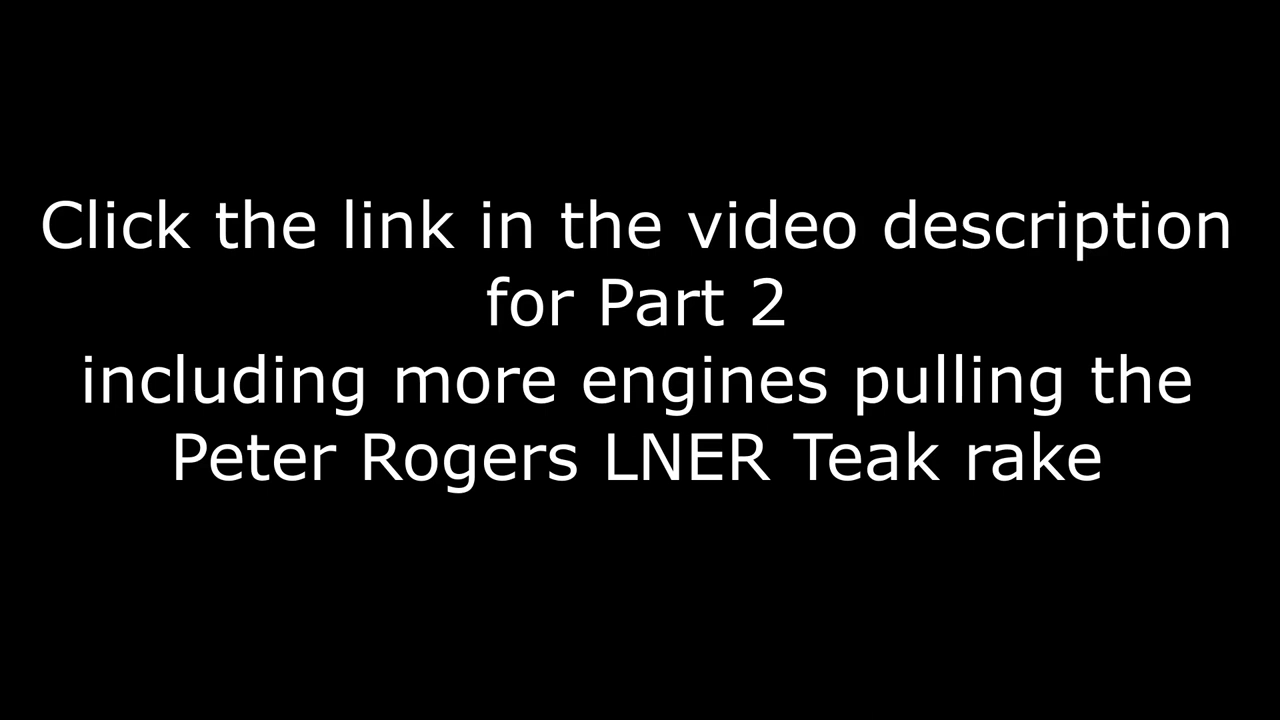 Click the link in the video description
for Part 2
including more engines pulling the
Peter Rogers LNER Teak rake